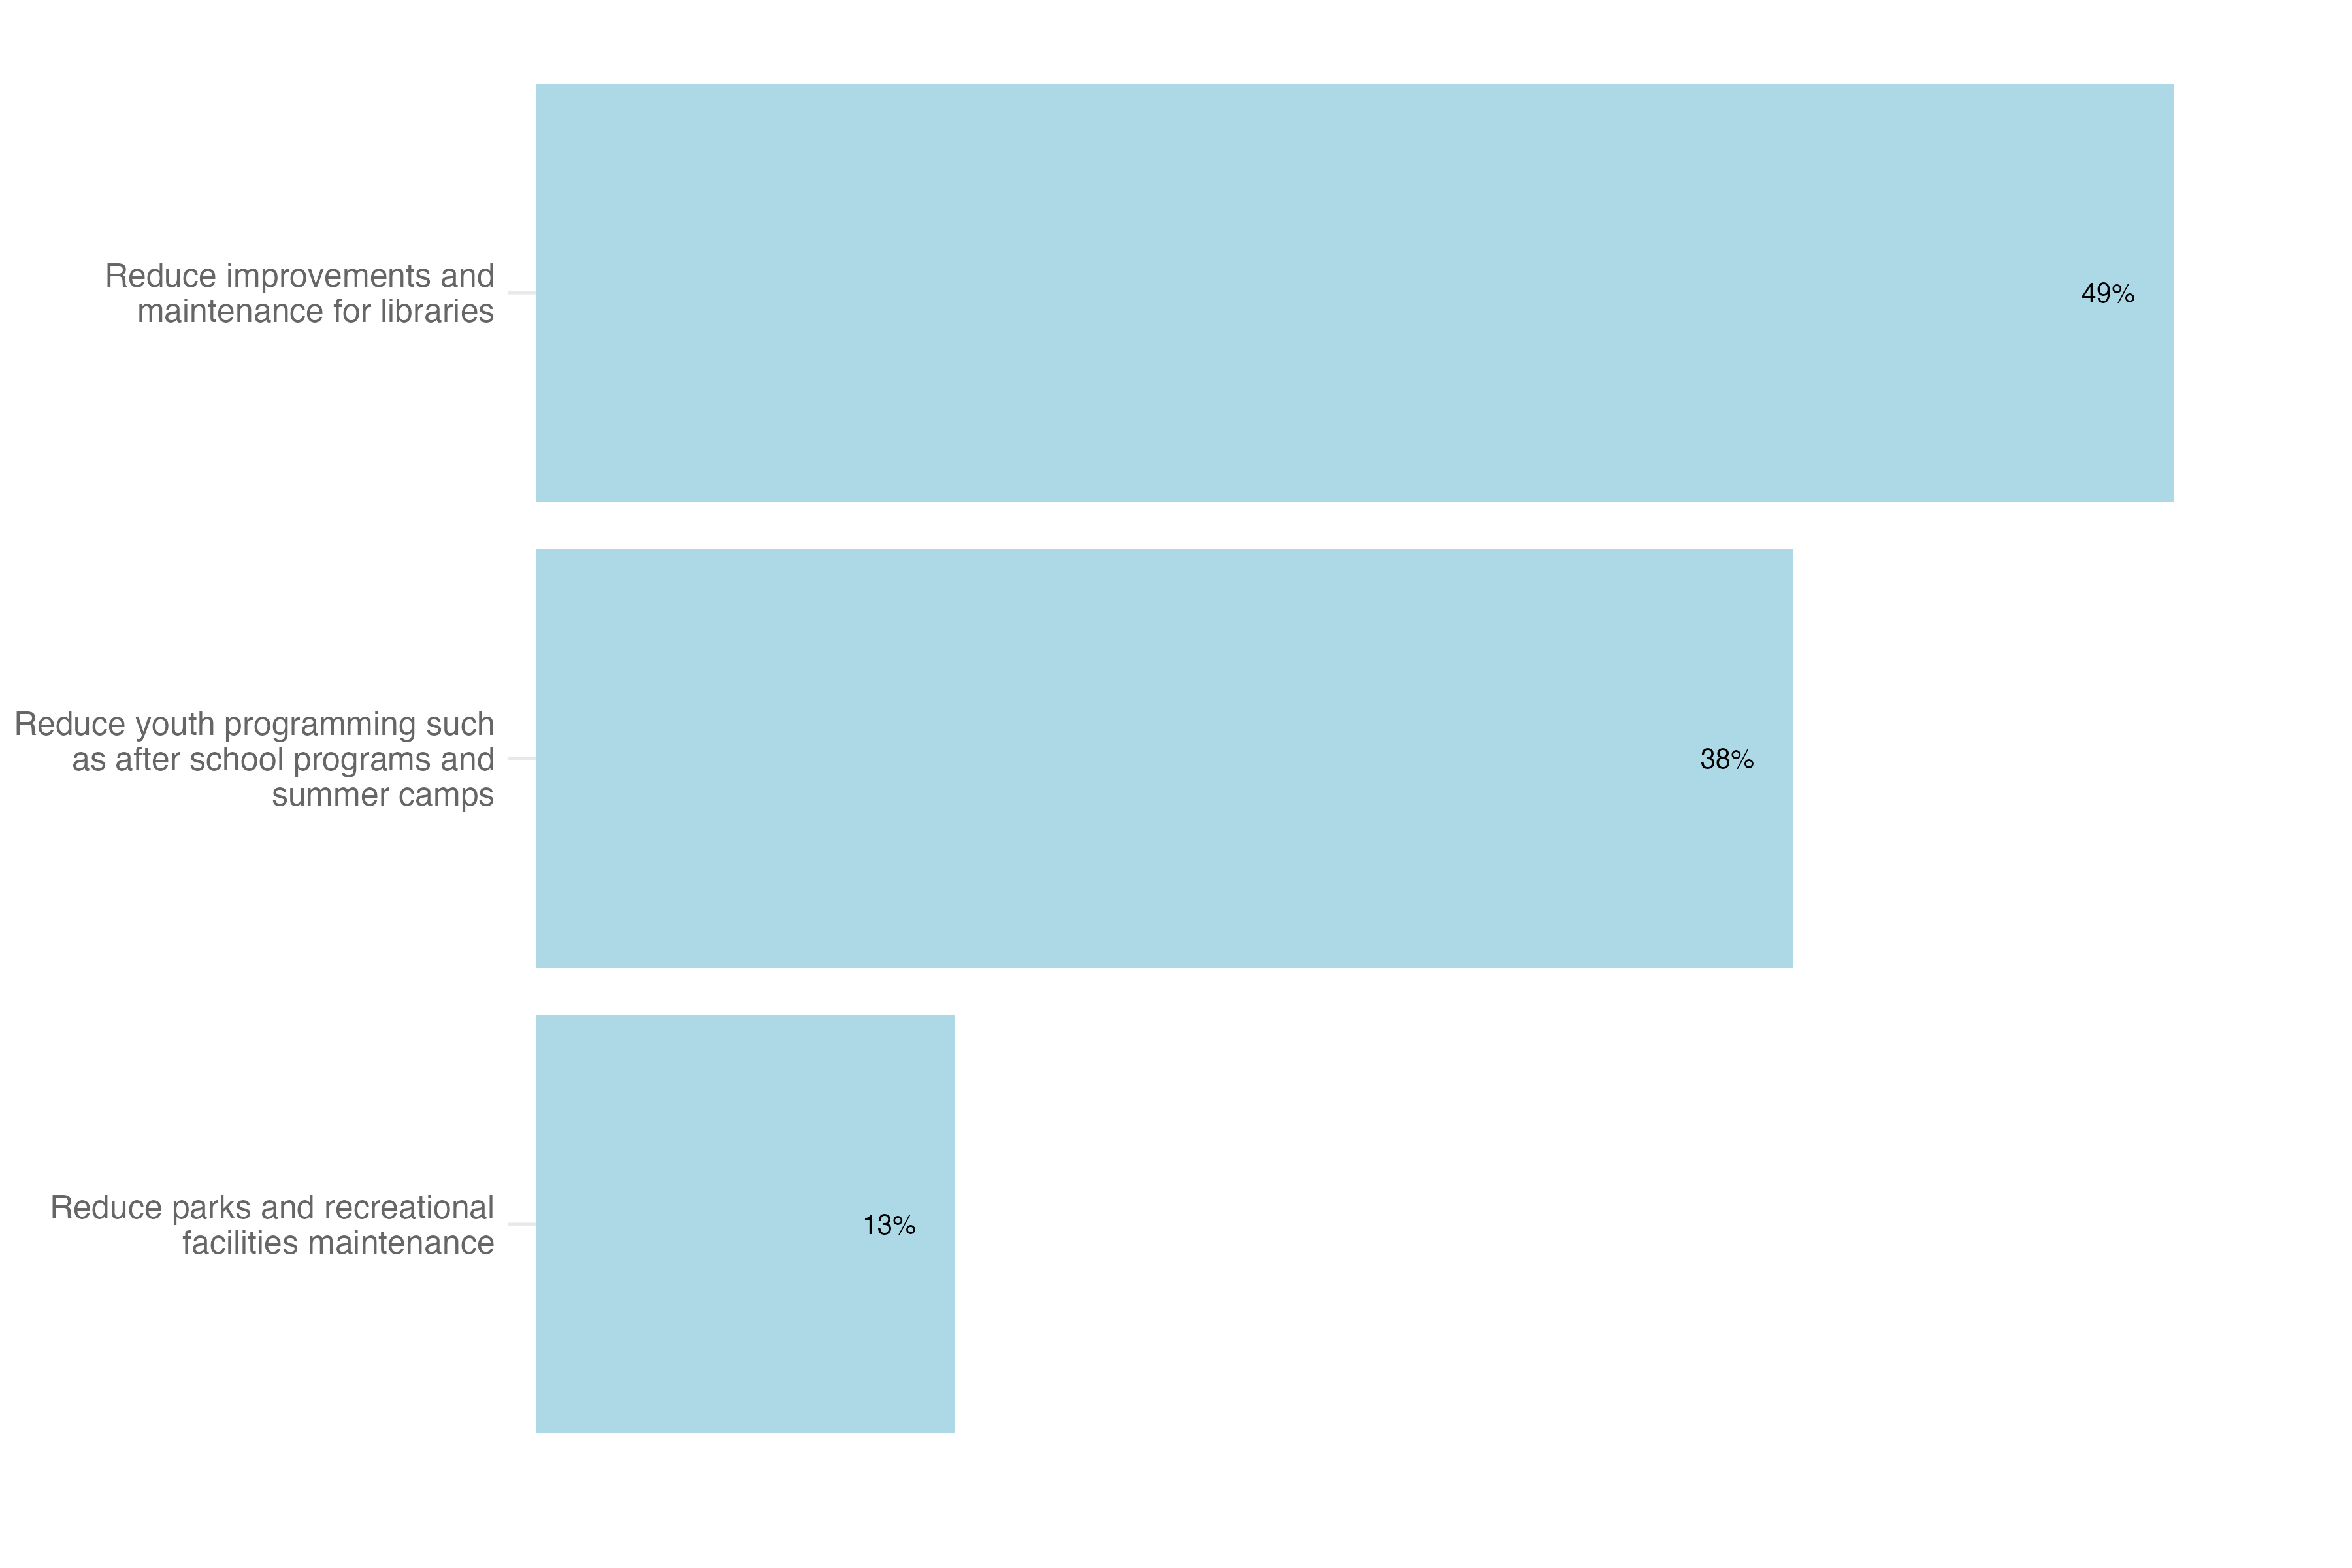 Reduce improvements and
maintenance for libraries
49%
Reduce youth programming such
as after school programs and
summer camps
38%
Reduce parks and recreational
facilities maintenance
13%